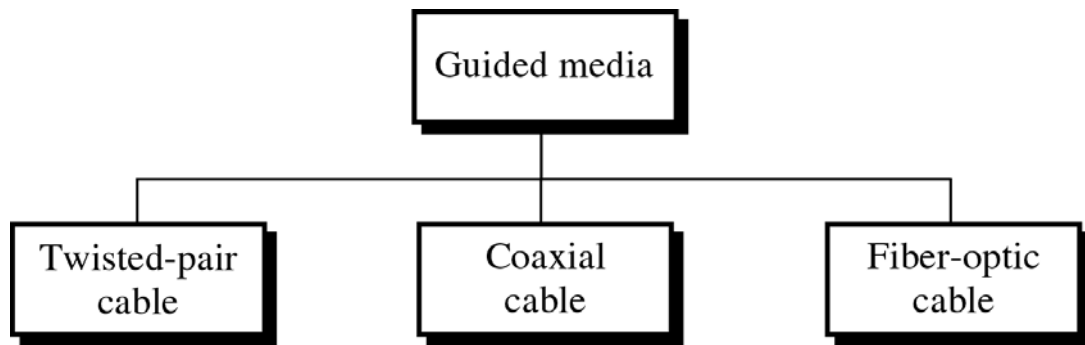 Guided media
Twisted-pair
cable
Coaxial
cable
Fiber-optic
cable